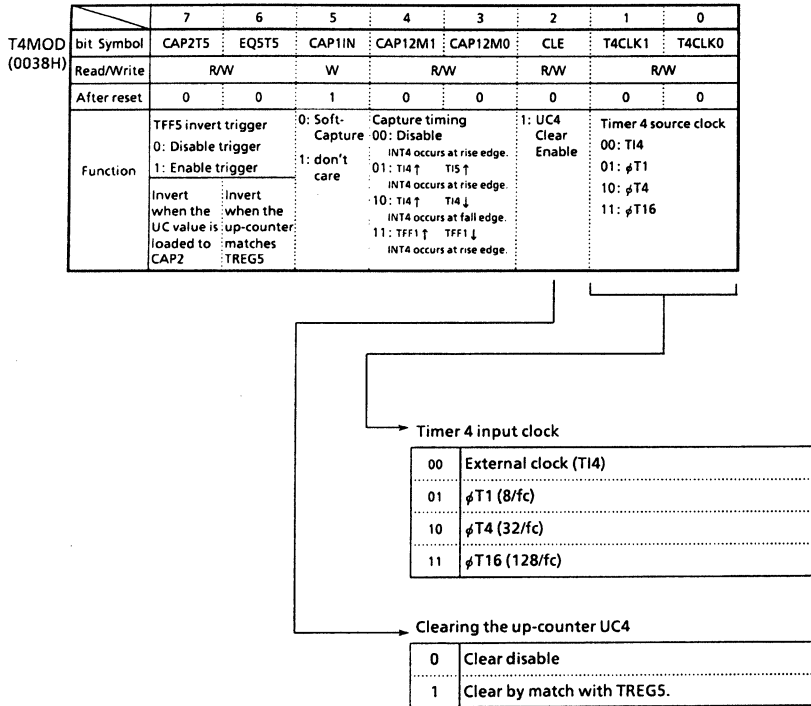 7 6 5 4 3 2 1 0
T4MOD (0038H)
bit Symbol CAP2T5 EQ5T5 CAP1IN CAP12M1 CAP12M0 CLE T4CLK1 T4CLK0
Read/Write R/W W R/W R/W R/W
After reset 0 0 1 0 0 0 0 0
Function
TFF5 invert trigger
0: Disable trigger
1: Enable trigger
Invert
when the
UC value is
loaded to
CAP2
Invert
when the
up-counter
matches
TREG5
0: Soft-
Capture
1: don't
care
Capture timing
00: Disable
INT4 occurs at rise edge.
01: TI4↑ TI5↑
INT4 occurs at rise edge.
10: TI4↑ TI4↓
INT4 occurs at fall edge.
11: TFF1↑ TFF1↓
INT4 occurs at rise edge.
1: UC4
Clear
Enable
Timer 4 source clock
00: TI4
01: φT1
10: φT4
11: φT16
Timer 4 input clock
00 External clock (TI4)
01 φT1 (8/fc)
10 φT4 (32/fc)
11 φT16 (128/fc)
Clearing the up-counter UC4
0 Clear disable
1 Clear by match with TREG5.